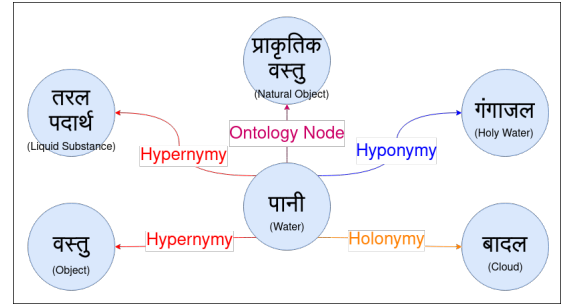 प्राकृतिक
वस्तु
(Natural Object)
तरल
पदार्थ
(Liquid Substance)
गंगाजल
(Holy Water)
Ontology Node
Hypernymy
Hyponymy
पानी
(Water)
वस्तु
(Object)
Hypernymy
Holonymy
बादल
(Cloud)